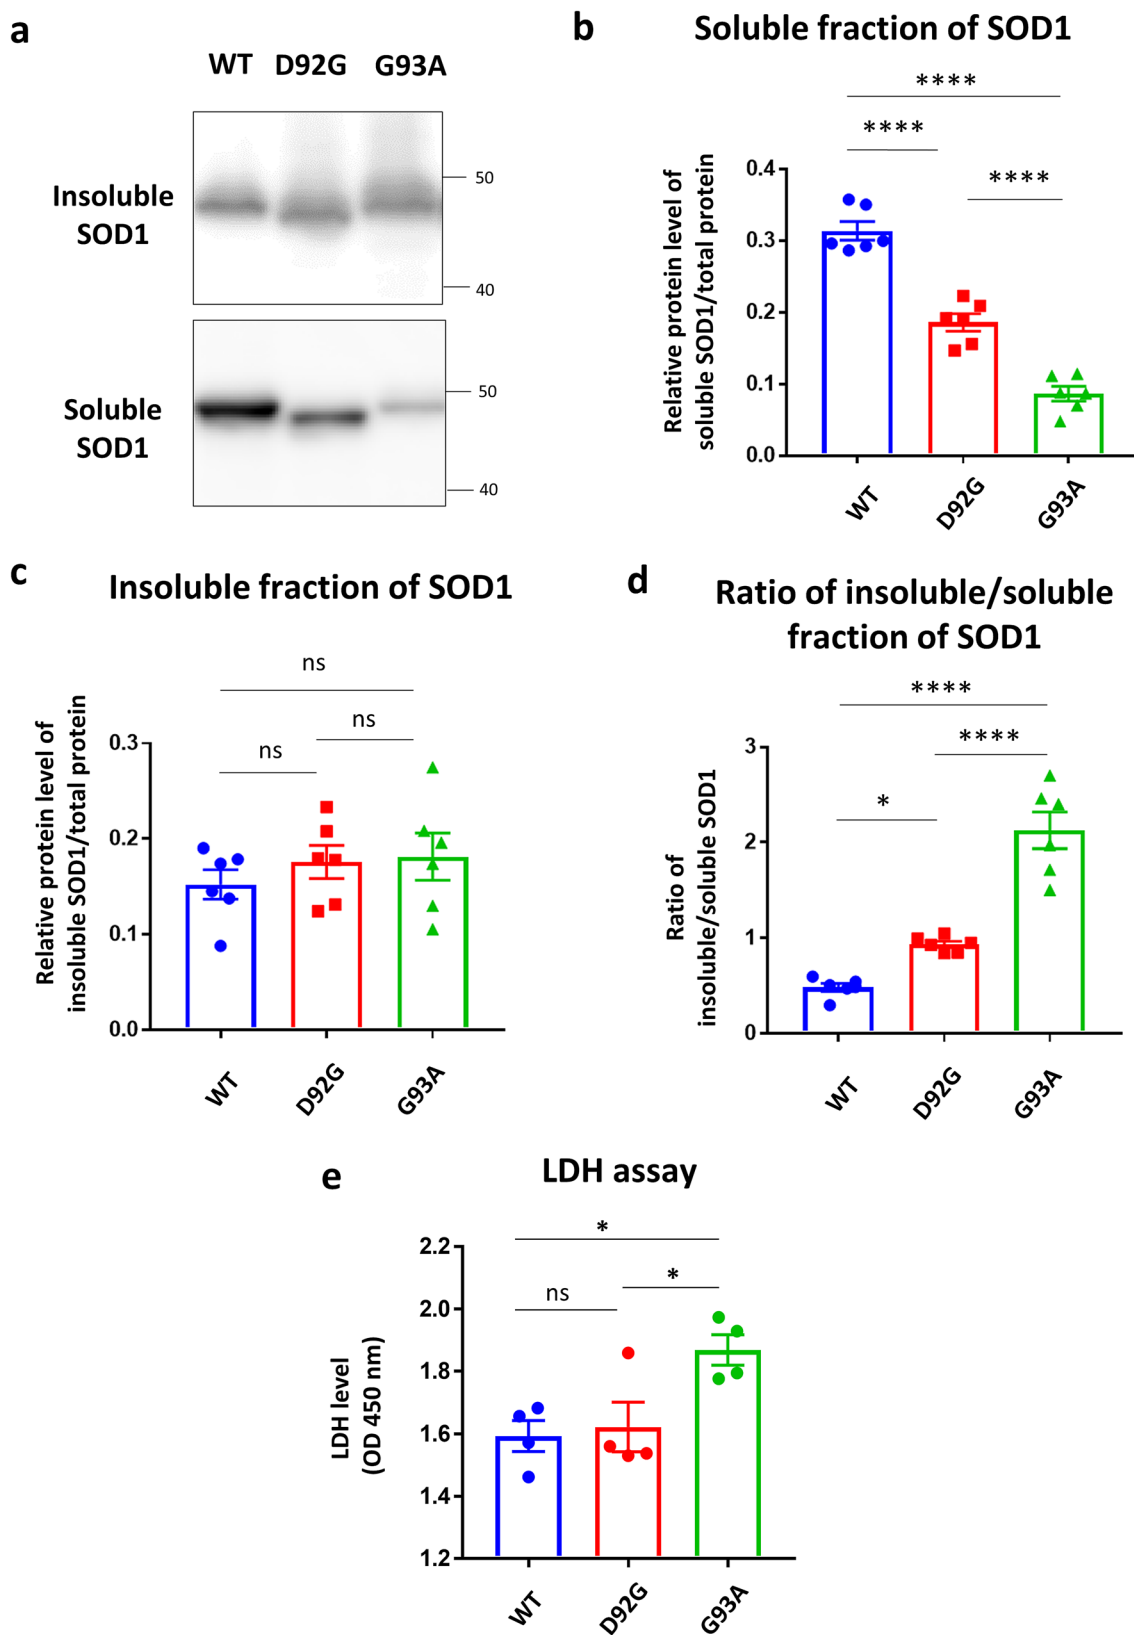 a
WT D92G G93A
Insoluble
SOD1
50
40
Soluble
SOD1
50
40
b
Soluble fraction of SOD1
****
****
****
Relative protein level of
soluble SOD1/total protein
0.4
0.3
0.2
0.1
0.0
WT
D92G
G93A
c
Insoluble fraction of SOD1
ns
ns
ns
Relative protein level of
insoluble SOD1/total protein
0.3
0.2
0.1
0.0
WT
D92G
G93A
d
Ratio of insoluble/soluble
fraction of SOD1
****
****
*
Ratio of
insoluble/soluble SOD1
3
2
1
0
WT
D92G
G93A
e
LDH assay
*
*
ns
LDH level
(OD 450 nm)
2.2
2.0
1.8
1.6
1.4
1.2
WT
D92G
G93A